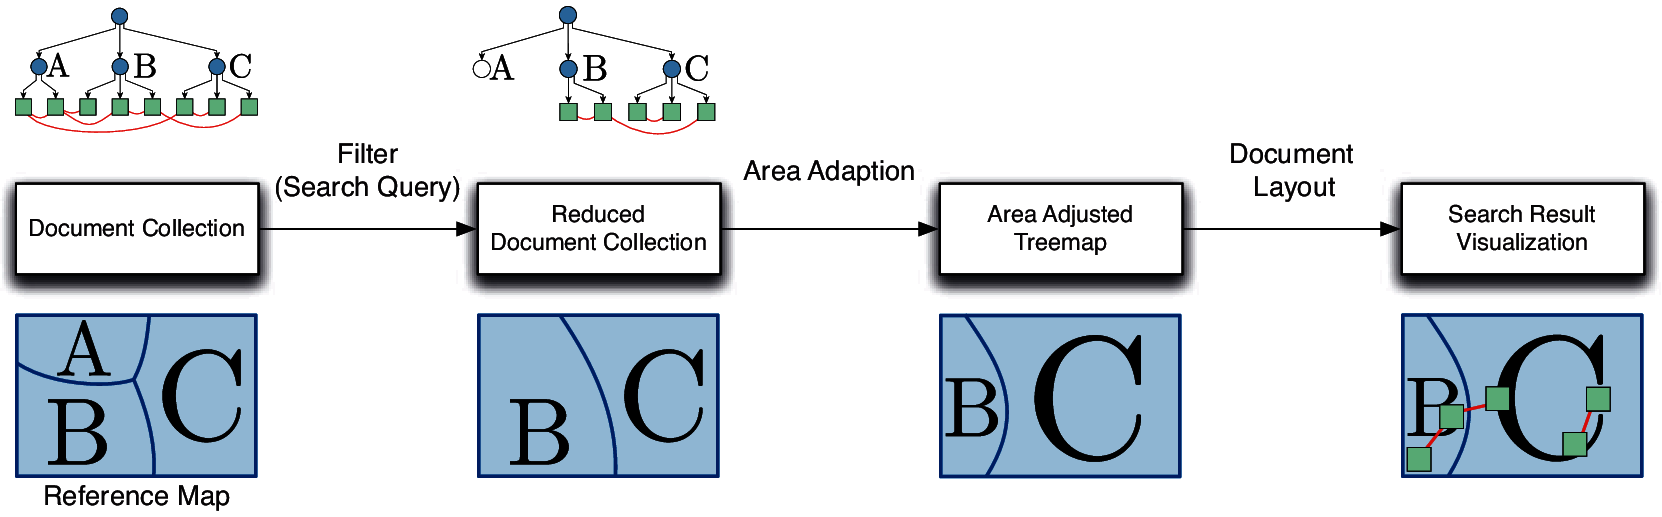 A B C
A B C
Filter
(Search Query)
Area Adaption
Document
Layout
Document Collection
Reduced
Document Collection
Area Adjusted
Treemap
Search Result
Visualization
A
B
C
B
C
B
C
B
C
Reference Map